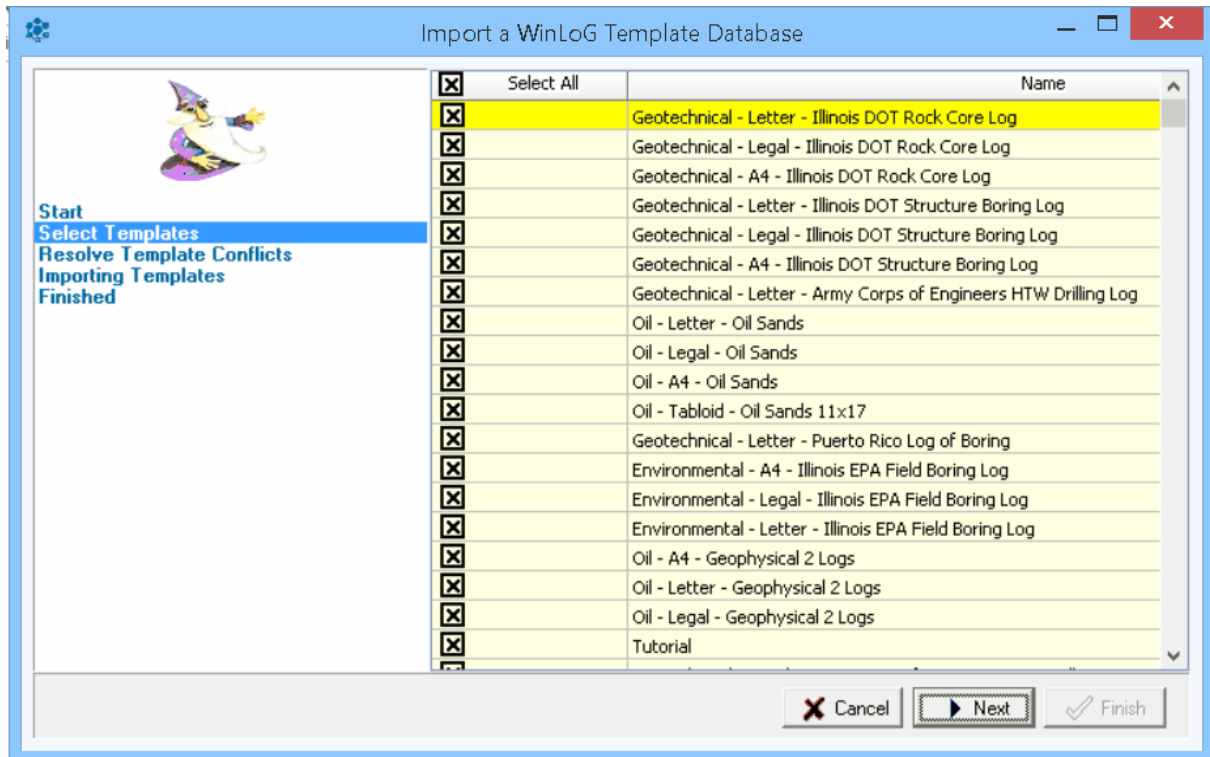 Import a WinLoG Template Database
Start
Select Templates
Resolve Template Conflicts
Importing Templates
Finished
Select All Name
Geotechnical - Letter - Illinois DOT Rock Core Log
Geotechnical - Legal - Illinois DOT Rock Core Log
Geotechnical - A4 - Illinois DOT Rock Core Log
Geotechnical - Letter - Illinois DOT Structure Boring Log
Geotechnical - Legal - Illinois DOT Structure Boring Log
Geotechnical - A4 - Illinois DOT Structure Boring Log
Geotechnical - Letter - Army Corps of Engineers HTW Drilling Log
Oil - Letter - Oil Sands
Oil - Legal - Oil Sands
Oil - A4 - Oil Sands
Oil - Tabloid - Oil Sands 11x17
Geotechnical - Letter - Puerto Rico Log of Boring
Environmental - A4 - Illinois EPA Field Boring Log
Environmental - Legal - Illinois EPA Field Boring Log
Environmental - Letter - Illinois EPA Field Boring Log
Oil - A4 - Geophysical 2 Logs
Oil - Letter - Geophysical 2 Logs
Oil - Legal - Geophysical 2 Logs
Tutorial
Cancel Next Finish